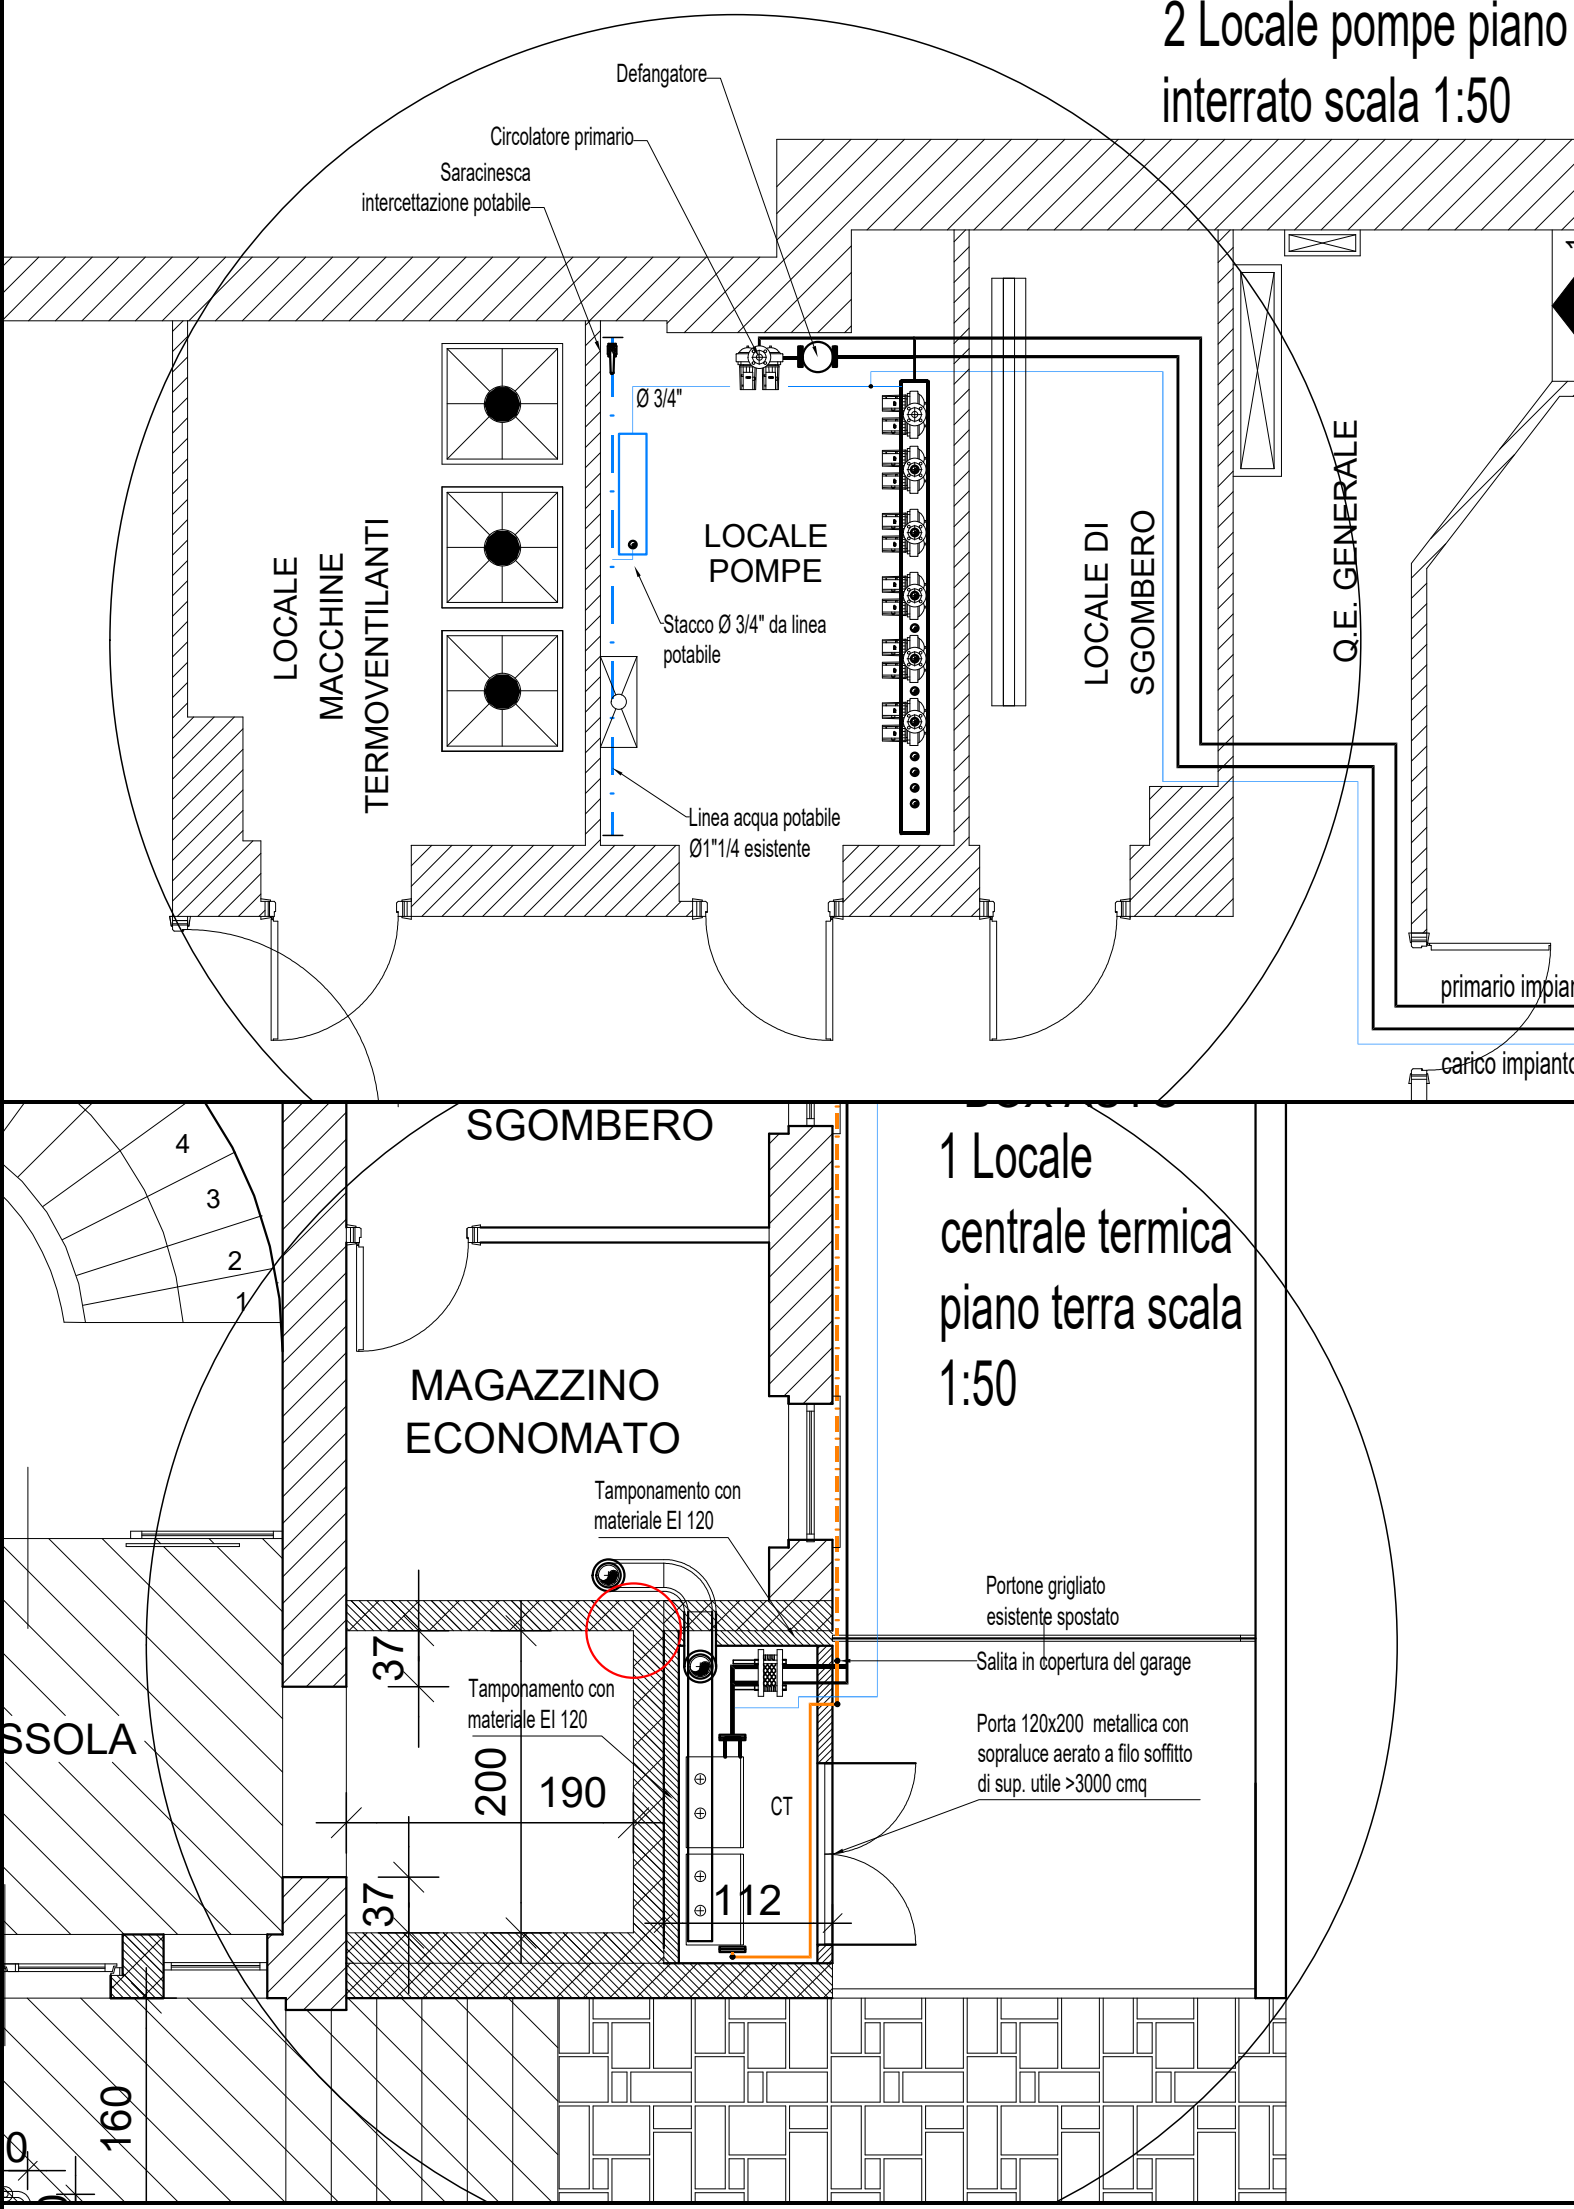 2 Locale pompe piano
interrato scala 1:50
Defangatore
Circolatore primario
Saracinesca
intercettazione potabile
Ø 3/4"
LOCALE
MACCHINE
TERMOVENTILANTI
LOCALE
POMPE
LOCALE DI
SGOMBERO
Q.E. GENERALE
Stacco Ø 3/4" da linea
potabile
Linea acqua potabile
Ø1"1/4 esistente
primario
carico
SGOMBERO
BOX AUTO
1 Locale
centrale termica
piano terra scala
1:50
4
3
2
1
MAGAZZINO
ECONOMATO
Tamponamento con
materiale EI 120
Portone grigliato
esistente spostato
Salita in copertura del garage
37
Tamponamento con
materiale EI 120
Porta 120x200 metallica con
sopraluce aerato a filo soffitto
di sup. utile >3000 cmq
SSOLA
200
190
CT
37
112
160
0